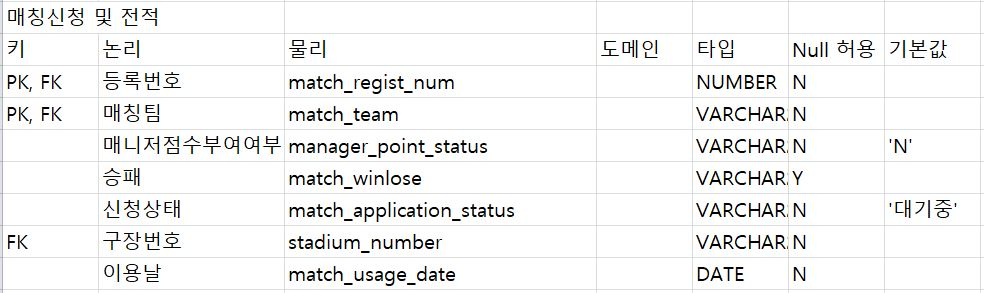 매칭신청 및 전적
키 논리 물리 도메인 타입 Null 허용 기본값
PK, FK 등록번호 match_regist_num NUMBER N
PK, FK 매칭팀 match_team VARCHAR N
매니저점수부여여부 manager_point_status VARCHAR N 'N'
승패 match_winlose VARCHAR Y
신청상태 match_application_status VARCHAR N '대기중'
FK 구장번호 stadium_number VARCHAR N
이용날 match_usage_date DATE N